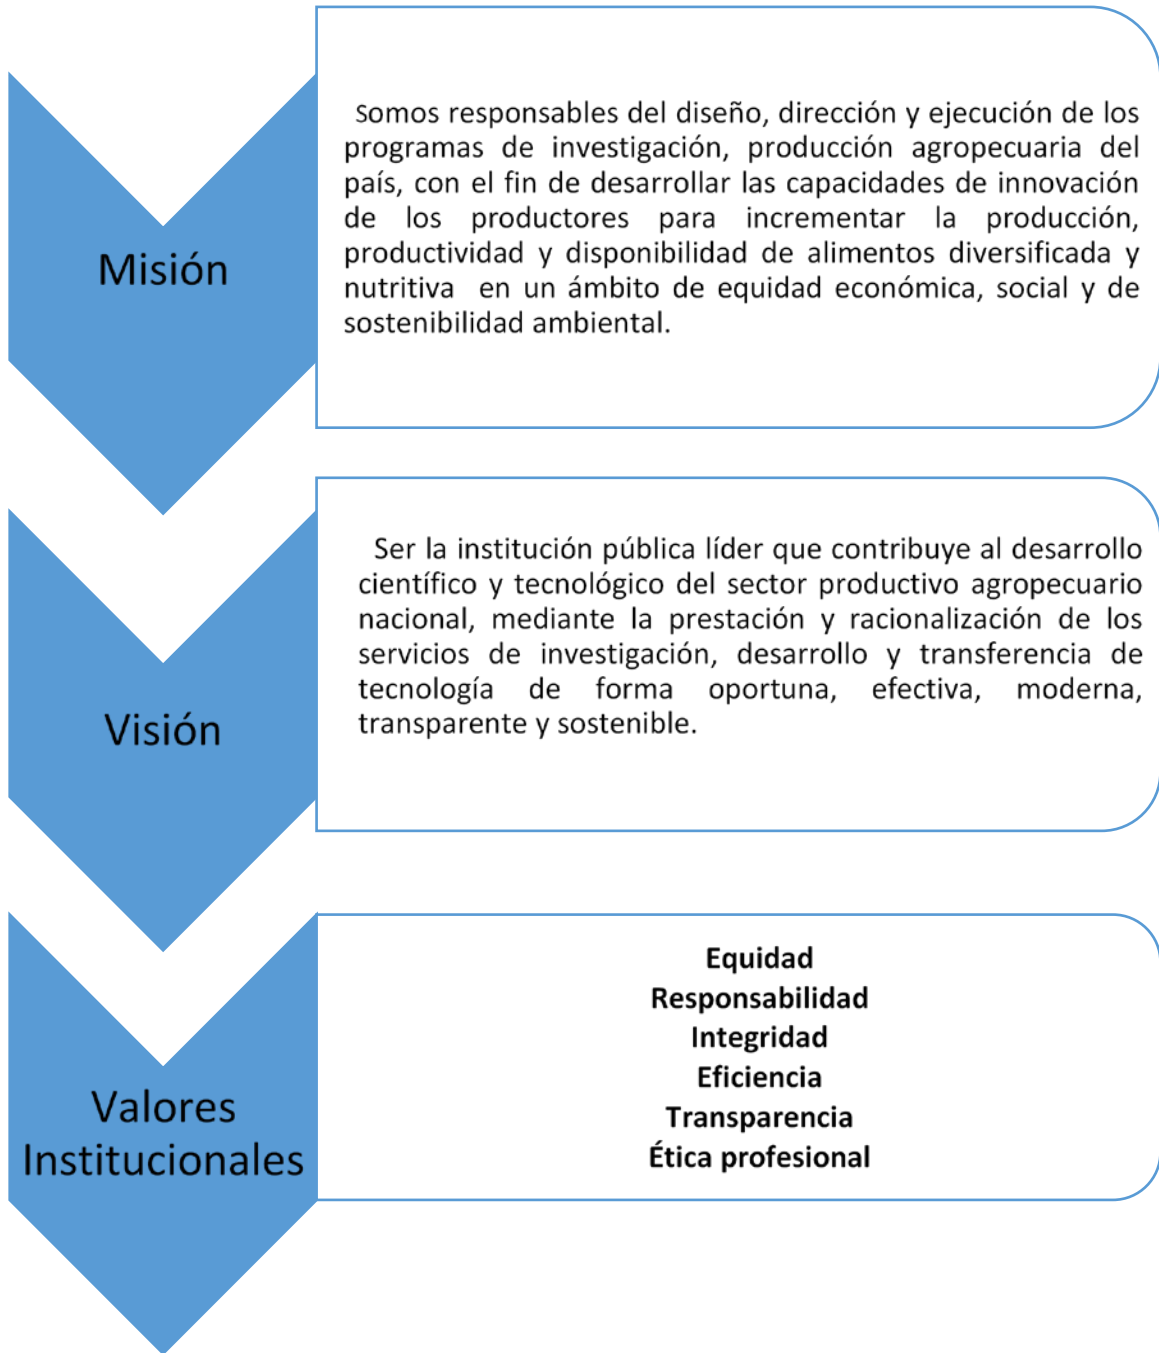 Misión
Somos responsables del diseño, dirección y ejecución de los
programas de investigación, producción agropecuaria del
país, con el fin de desarrollar las capacidades de innovación
de los productores para incrementar la producción,
productividad y disponibilidad de alimentos diversificada y
nutritiva en un ámbito de equidad económica, social y de
sostenibilidad ambiental.
Visión
Ser la institución pública líder que contribuye al desarrollo
científico y tecnológico del sector productivo agropecuario
nacional, mediante la prestación y racionalización de los
servicios de investigación, desarrollo y transferencia de
tecnología de forma oportuna, efectiva, moderna,
transparente y sostenible.
Valores
Institucionales
Equidad
Responsabilidad
Integridad
Eficiencia
Transparencia
Ética profesional